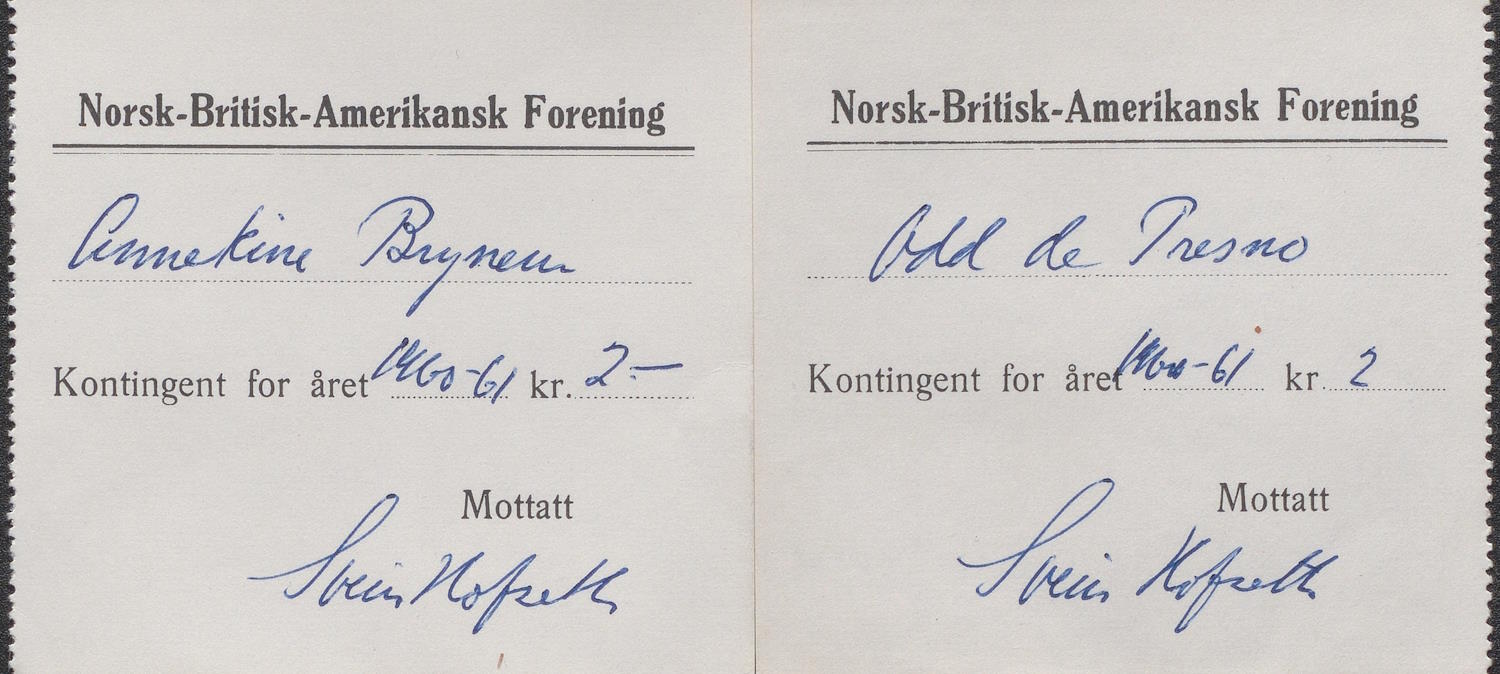 Norsk-Britisk-Amerikansk Forening
Annekine
Kontingent for året 1960-61 kr. 2.—
Mottatt
Svein Hofseth
Norsk-Britisk-Amerikansk Forening
Odd de Presno
Kontingent for året 1960-61 kr. 2
Mottatt
Svein Hofseth